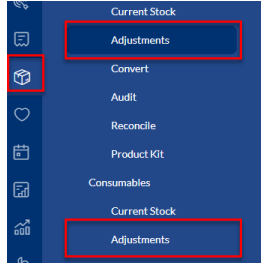 Current Stock
Adjustments
Convert
Audit
Reconcile
Product Kit
Consumables
Current Stock
Adjustments